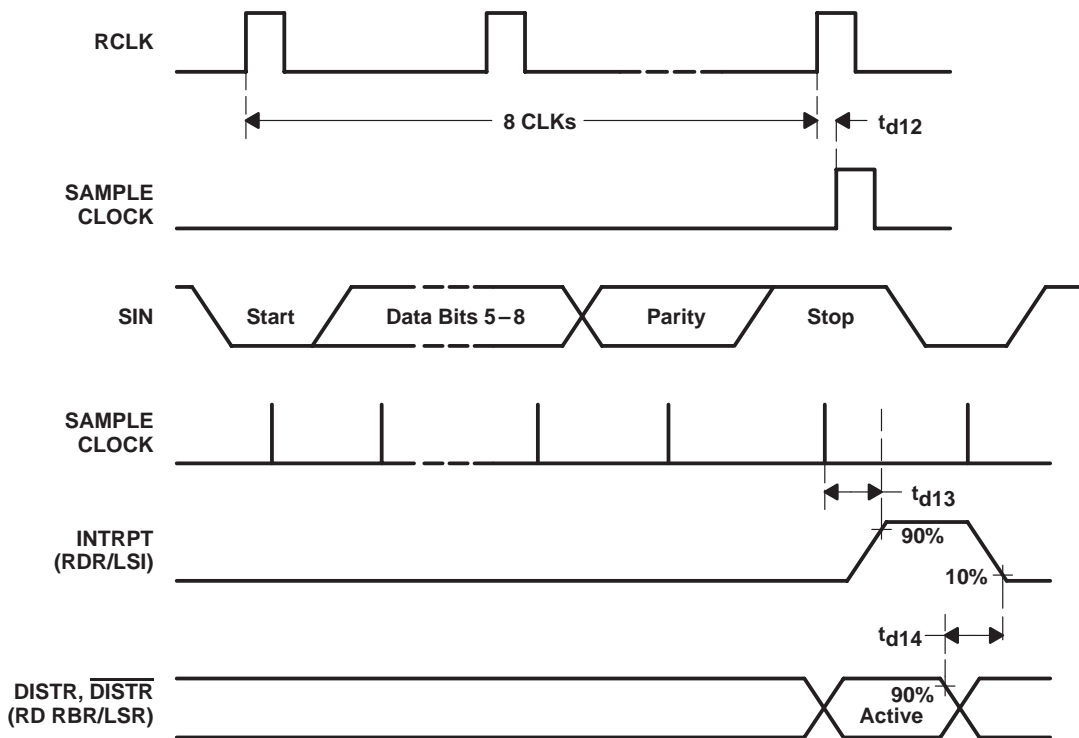 RCLK
8 CLKs
td12
SAMPLE
CLOCK
SIN
Start
Data Bits 5–8
Parity
Stop
SAMPLE
CLOCK
td13
INTRPT
(RDR/LSI)
90%
10%
td14
DISTR, DISTR
(RD RBR/LSR)
90%
Active